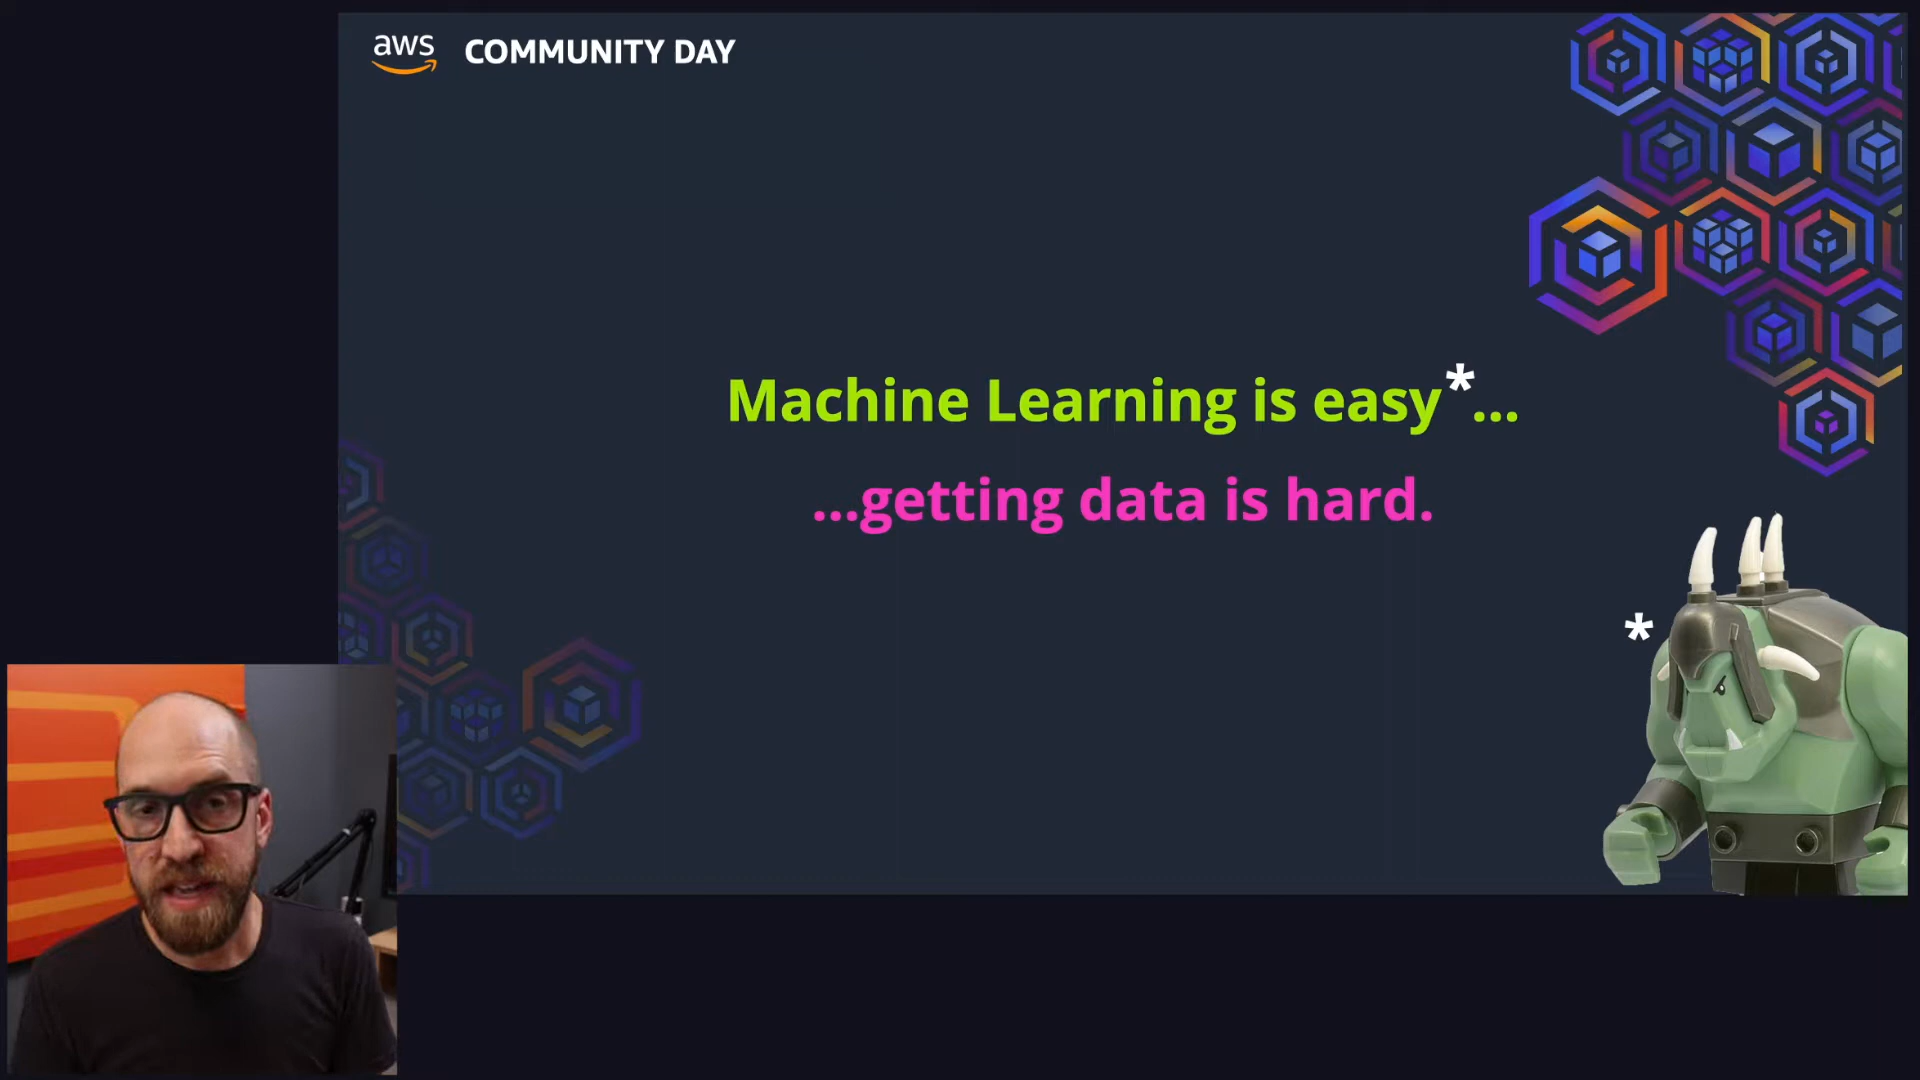 aws COMMUNITY DAY
Machine Learning is easy*...
...getting data is hard.
*